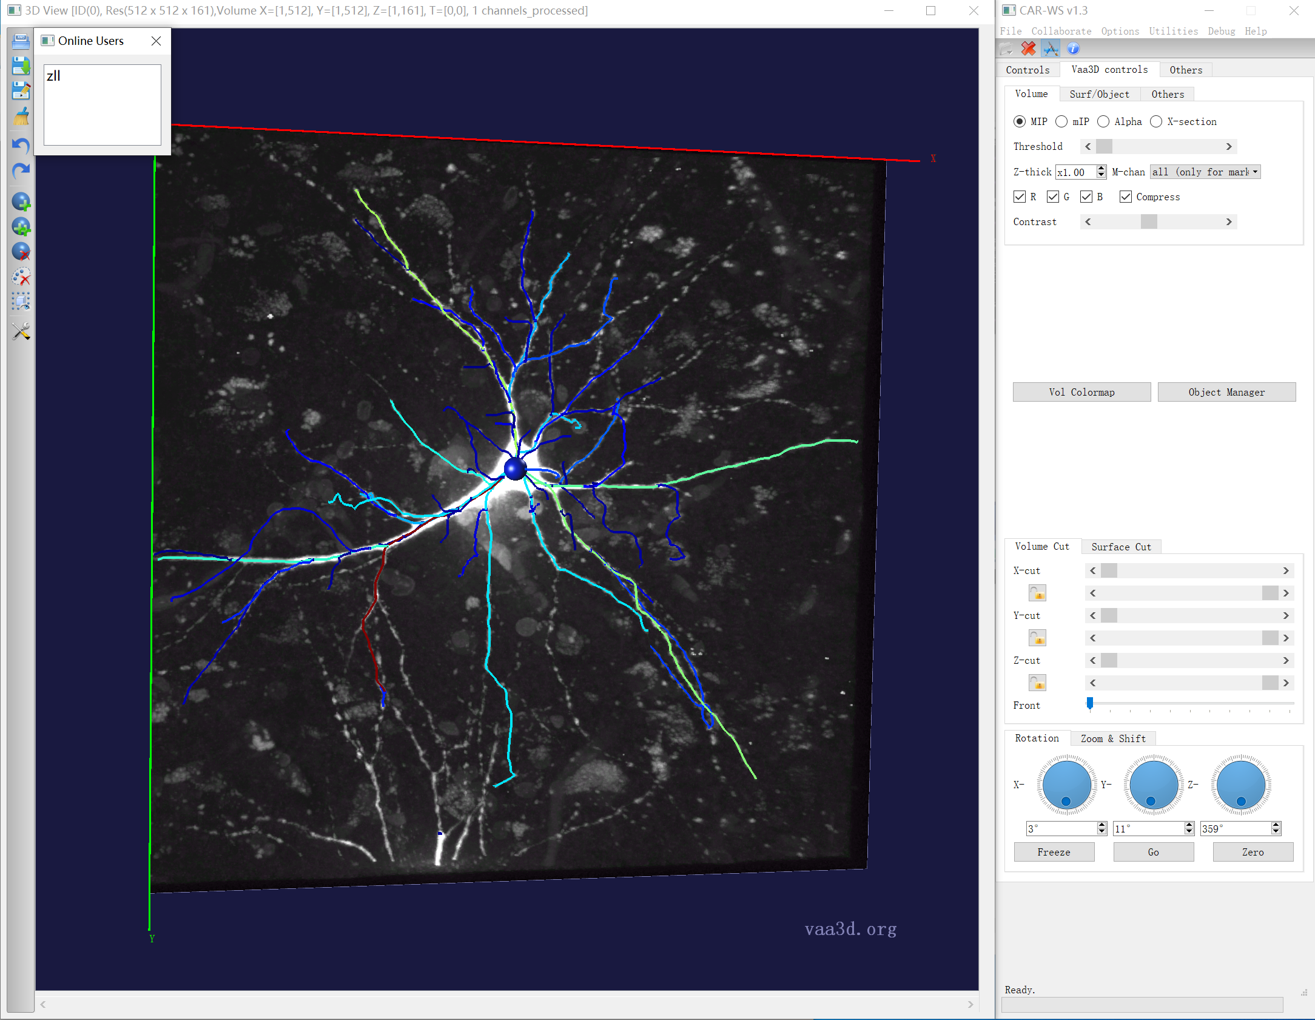 3D View [ID(0), Res(512 x 512 x 161),Volume X=[1,512], Y=[1,512], Z=[1,161], T=[0,0], 1 channels_processed]
Online Users
zll
X
Y
vaa3d.org
CAR-WS v1.3
File Collaborate Options Utilities Debug Help
Controls Vaa3D controls Others
Volume Surf/Object Others
MIP mIP Alpha X-section
Threshold
Z-thick x1.00 M-chan all (only for mark
R G B Compress
Contrast
Vol Colormap Object Manager
Volume Cut Surface Cut
X-cut
Y-cut
Z-cut
Front
Rotation Zoom & Shift
X- Y- Z-
3° 11° 359°
Freeze Go Zero
Ready.